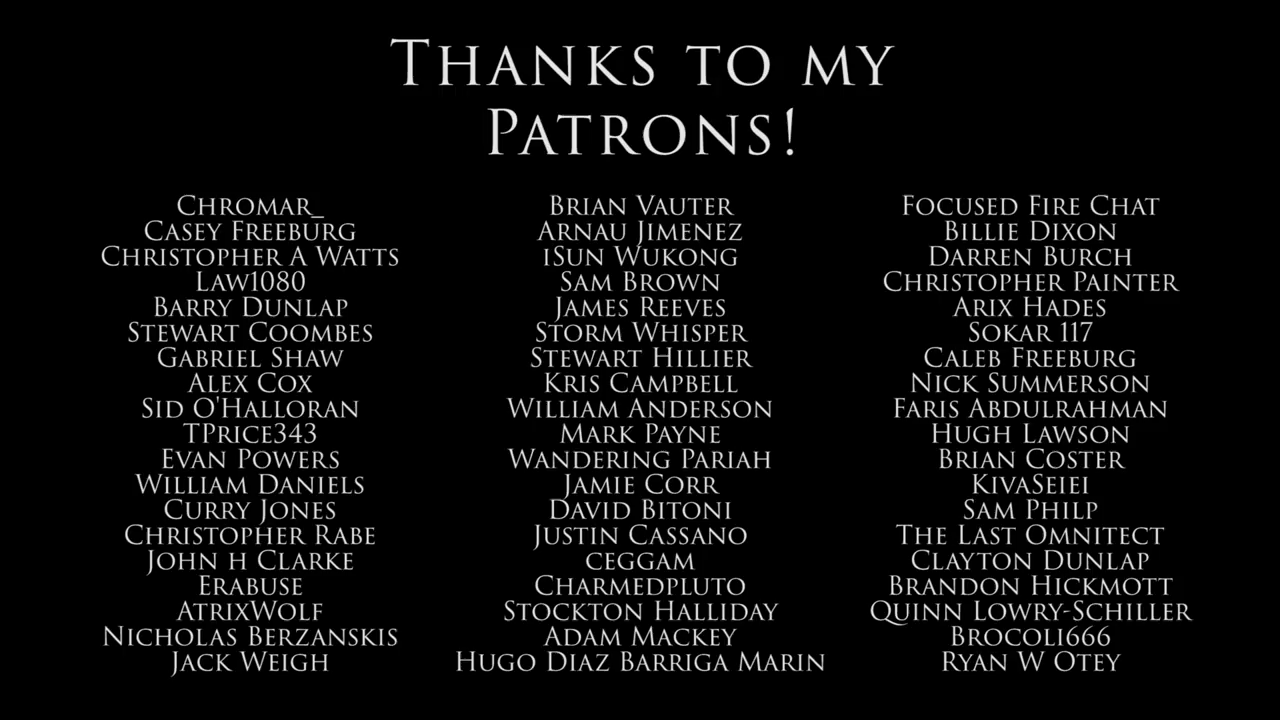 Thanks to my
Patrons!
Chromar_
Casey Freeburg
Christopher A Watts
Law1080
Barry Dunlap
Stewart Coombes
Gabriel Shaw
Alex Cox
Sid O'Halloran
TPrice343
Evan Powers
William Daniels
Curry Jones
Christopher Rabe
John H Clarke
Erabuse
AtrixWolf
Nicholas Berzanskis
Jack Weigh
Brian Vauter
Arnau Jimenez
iSun Wukong
Sam Brown
James Reeves
Storm Whisper
Stewart Hillier
Kris Campbell
William Anderson
Mark Payne
Wandering Pariah
Jamie Corr
David Bitoni
Justin Cassano
ceggam
Charmedpluto
Stockton Halliday
Adam Mackey
Hugo Diaz Barriga Marin
Focused Fire Chat
Billie Dixon
Darren Burch
Christopher Painter
Arix Hades
Sokar 117
Caleb Freeburg
Nick Summerson
Faris Abdulrahman
Hugh Lawson
Brian Coster
KivaSeiei
Sam Philp
The Last Omnitect
Clayton Dunlap
Brandon Hickmott
Quinn Lowry-Schiller
Brocoli666
Ryan W Otey